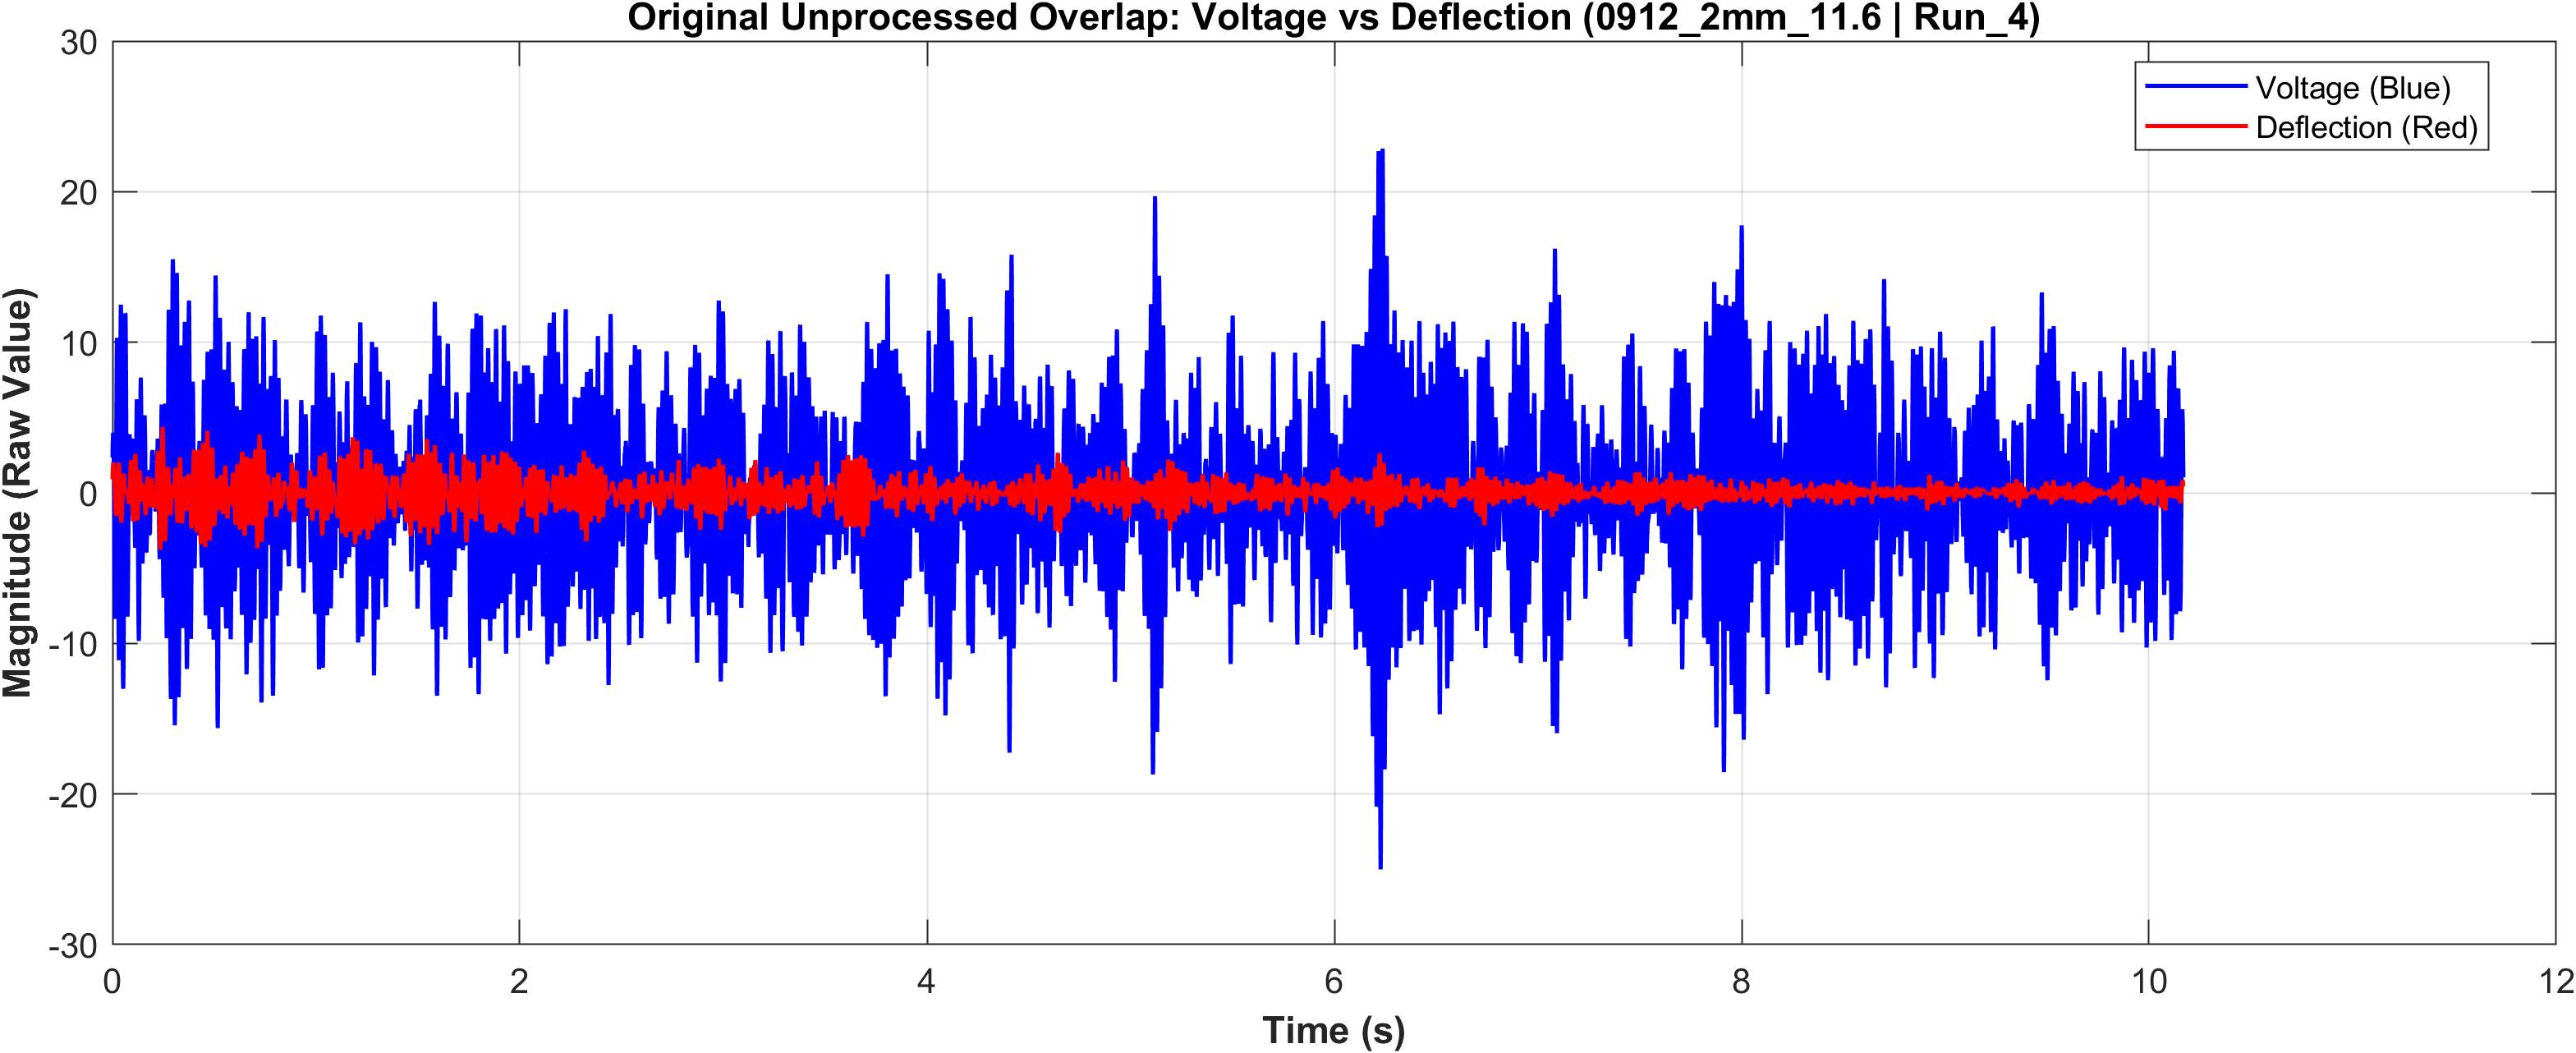 Original Unprocessed Overlap: Voltage vs Deflection (0912_2mm_11.6 | Run_4)
Voltage (Blue)
Deflection (Red)
Magnitude (Raw Value)
30
20
10
0
-10
-20
-30
0
2
4
6
8
10
12
Time (s)